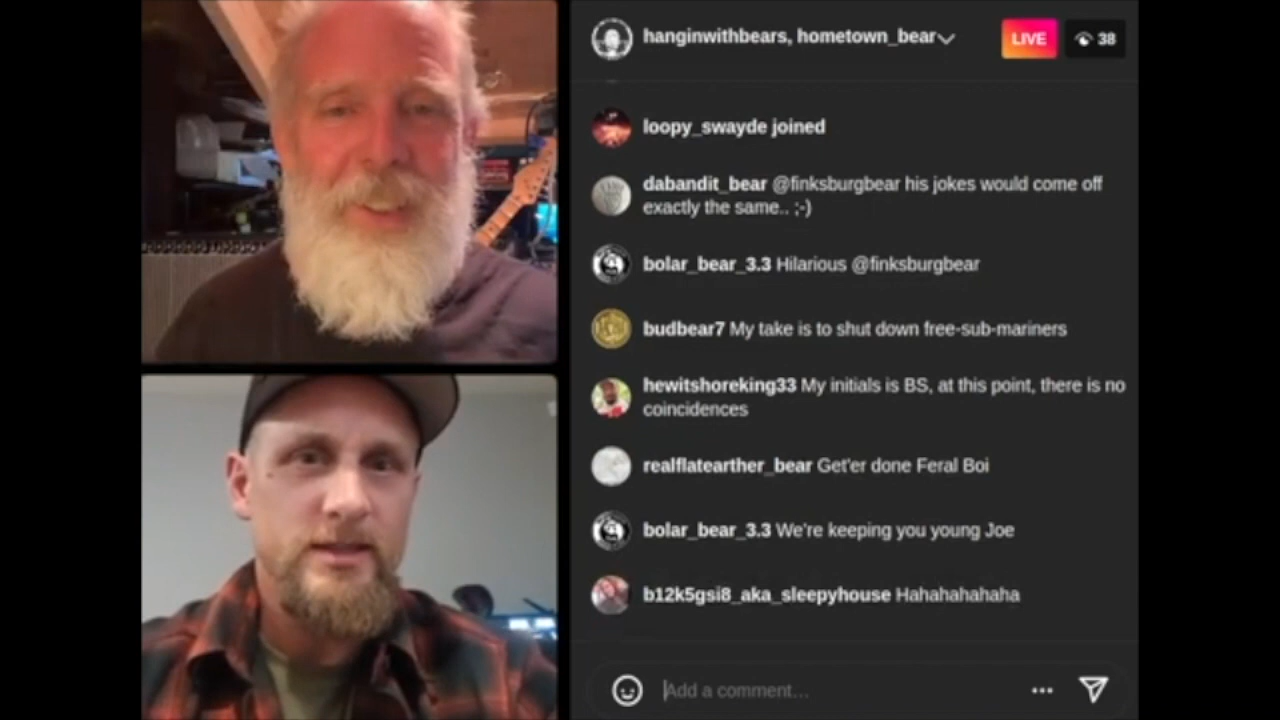 hanginwithbears, hometown_bear
LIVE
38
loopy_swayde joined
dabandit_bear @finksburgbear his jokes would come off
exactly the same.. ;-)
bolar_bear_3.3 Hilarious @finksburgbear
budbear7 My take is to shut down free-sub-mariners
hewitshoreking33 My initials is BS, at this point, there is no
coincidences
realflatearther_bear Get'er done Feral Boi
bolar_bear_3.3 We're keeping you young Joe
b12k5gsi8_aka_sleepyhouse Hahahahahaha
Add a comment...